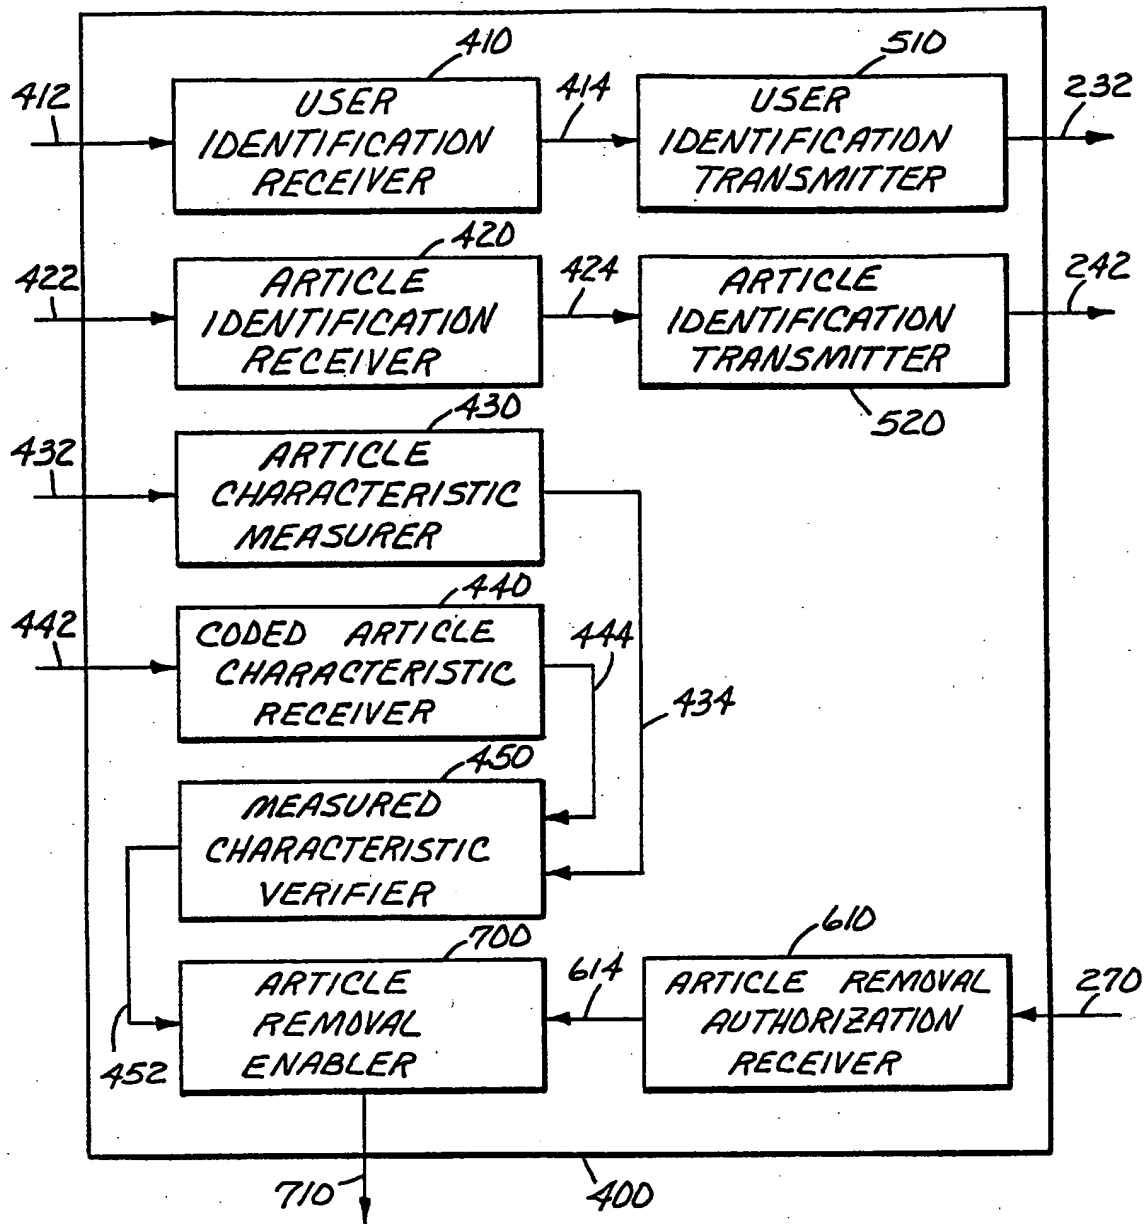 410
510
412
USER
IDENTIFICATION
RECEIVER
414
USER
IDENTIFICATION
TRANSMITTER
232
420
422
ARTICLE
IDENTIFICATION
RECEIVER
424
ARTICLE
IDENTIFICATION
TRANSMITTER
242
520
430
432
ARTICLE
CHARACTERISTIC
MEASURER
440
442
CODED ARTICLE
CHARACTERISTIC
RECEIVER
444
434
450
MEASURED
CHARACTERISTIC
VERIFIER
700
610
ARTICLE
REMOVAL
ENABLER
614
ARTICLE REMOVAL
AUTHORIZATION
RECEIVER
270
452
710
400